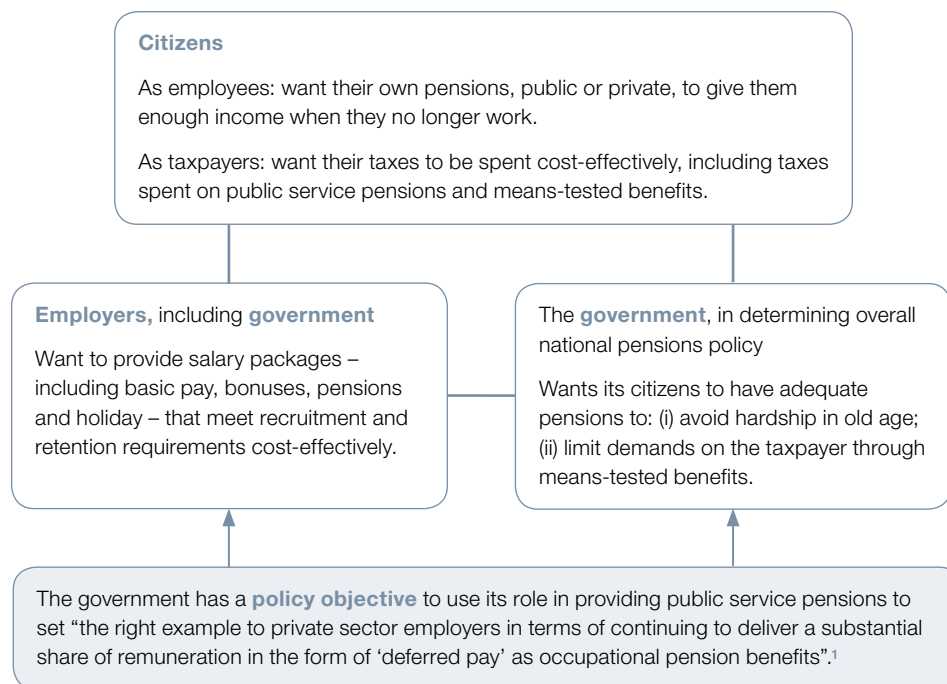 Citizens
As employees: want their own pensions, public or private, to give them
enough income when they no longer work.
As taxpayers: want their taxes to be spent cost-effectively, including taxes
spent on public service pensions and means-tested benefits.
Employers, including government
Want to provide salary packages –
including basic pay, bonuses, pensions
and holiday – that meet recruitment and
retention requirements cost-effectively.
The government, in determining overall
national pensions policy
Wants its citizens to have adequate
pensions to: (i) avoid hardship in old age;
(ii) limit demands on the taxpayer through
means-tested benefits.
The government has a policy objective to use its role in providing public service pensions to
set “the right example to private sector employers in terms of continuing to deliver a substantial
share of remuneration in the form of ‘deferred pay’ as occupational pension benefits”.¹